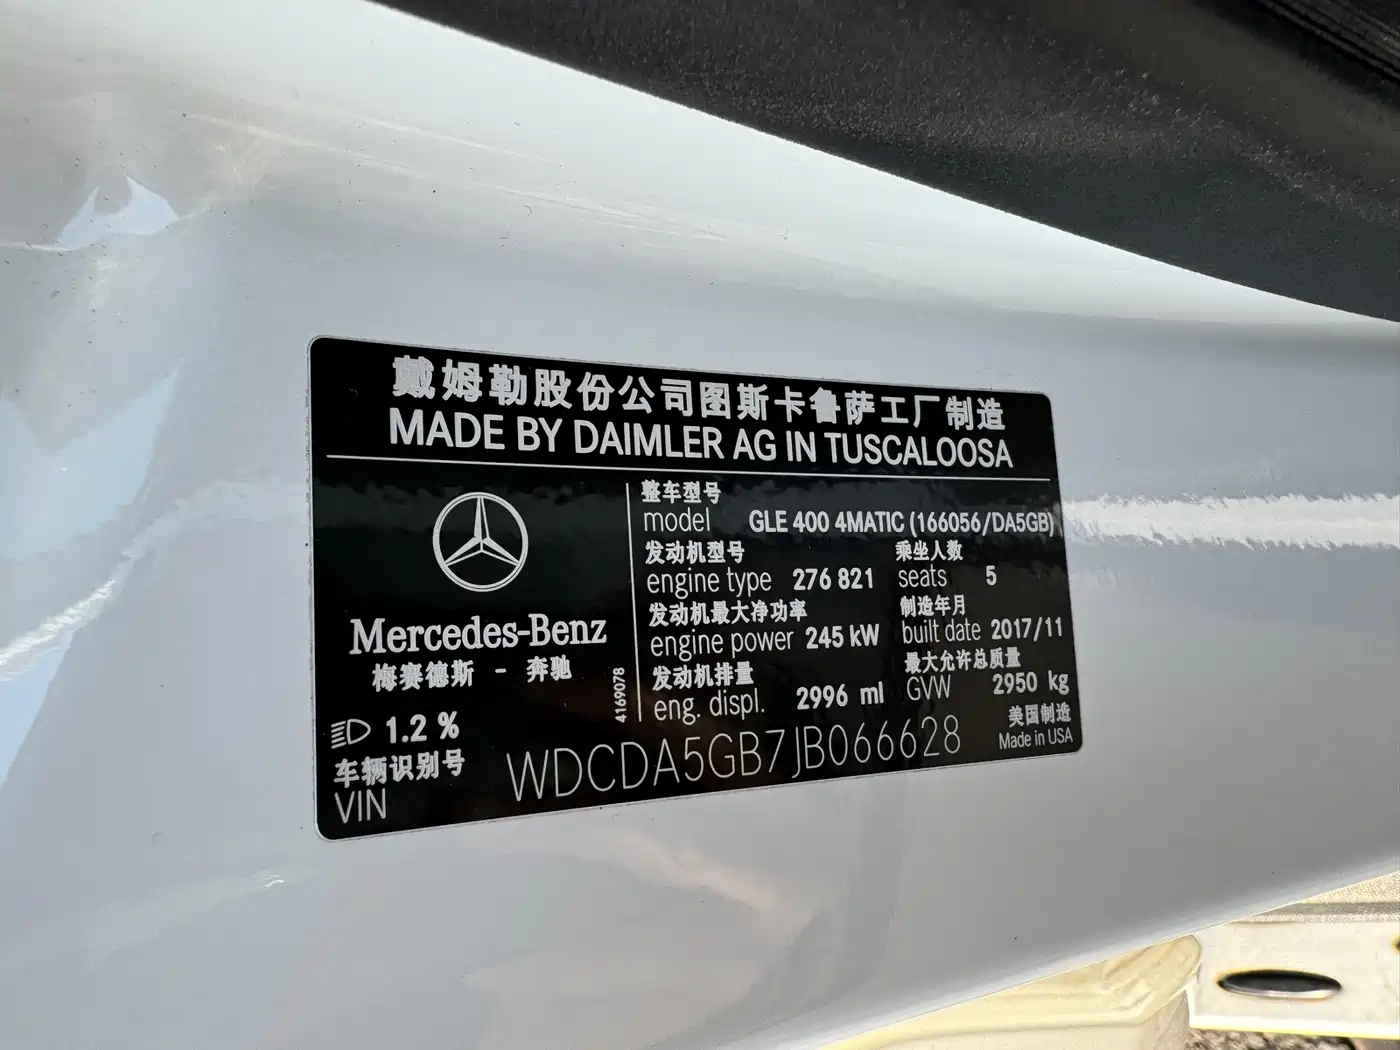 戴姆勒股份公司图斯卡鲁萨工厂制造
MADE BY DAIMLER AG IN TUSCALOOSA
Mercedes-Benz
梅赛德斯 - 奔驰
4169078
1.2 %
整车型号
model GLE 400 4MATIC (166056/DA5GB)
发动机型号 乘坐人数
engine type 276 821 seats 5
发动机最大净功率 制造年月
engine power 245 kW built date 2017/11
发动机排量 最大允许总质量
eng. displ. 2996 ml GVW 2950 kg
车辆识别号
VIN WDCDA5GB7JB066628
美国制造
Made in USA